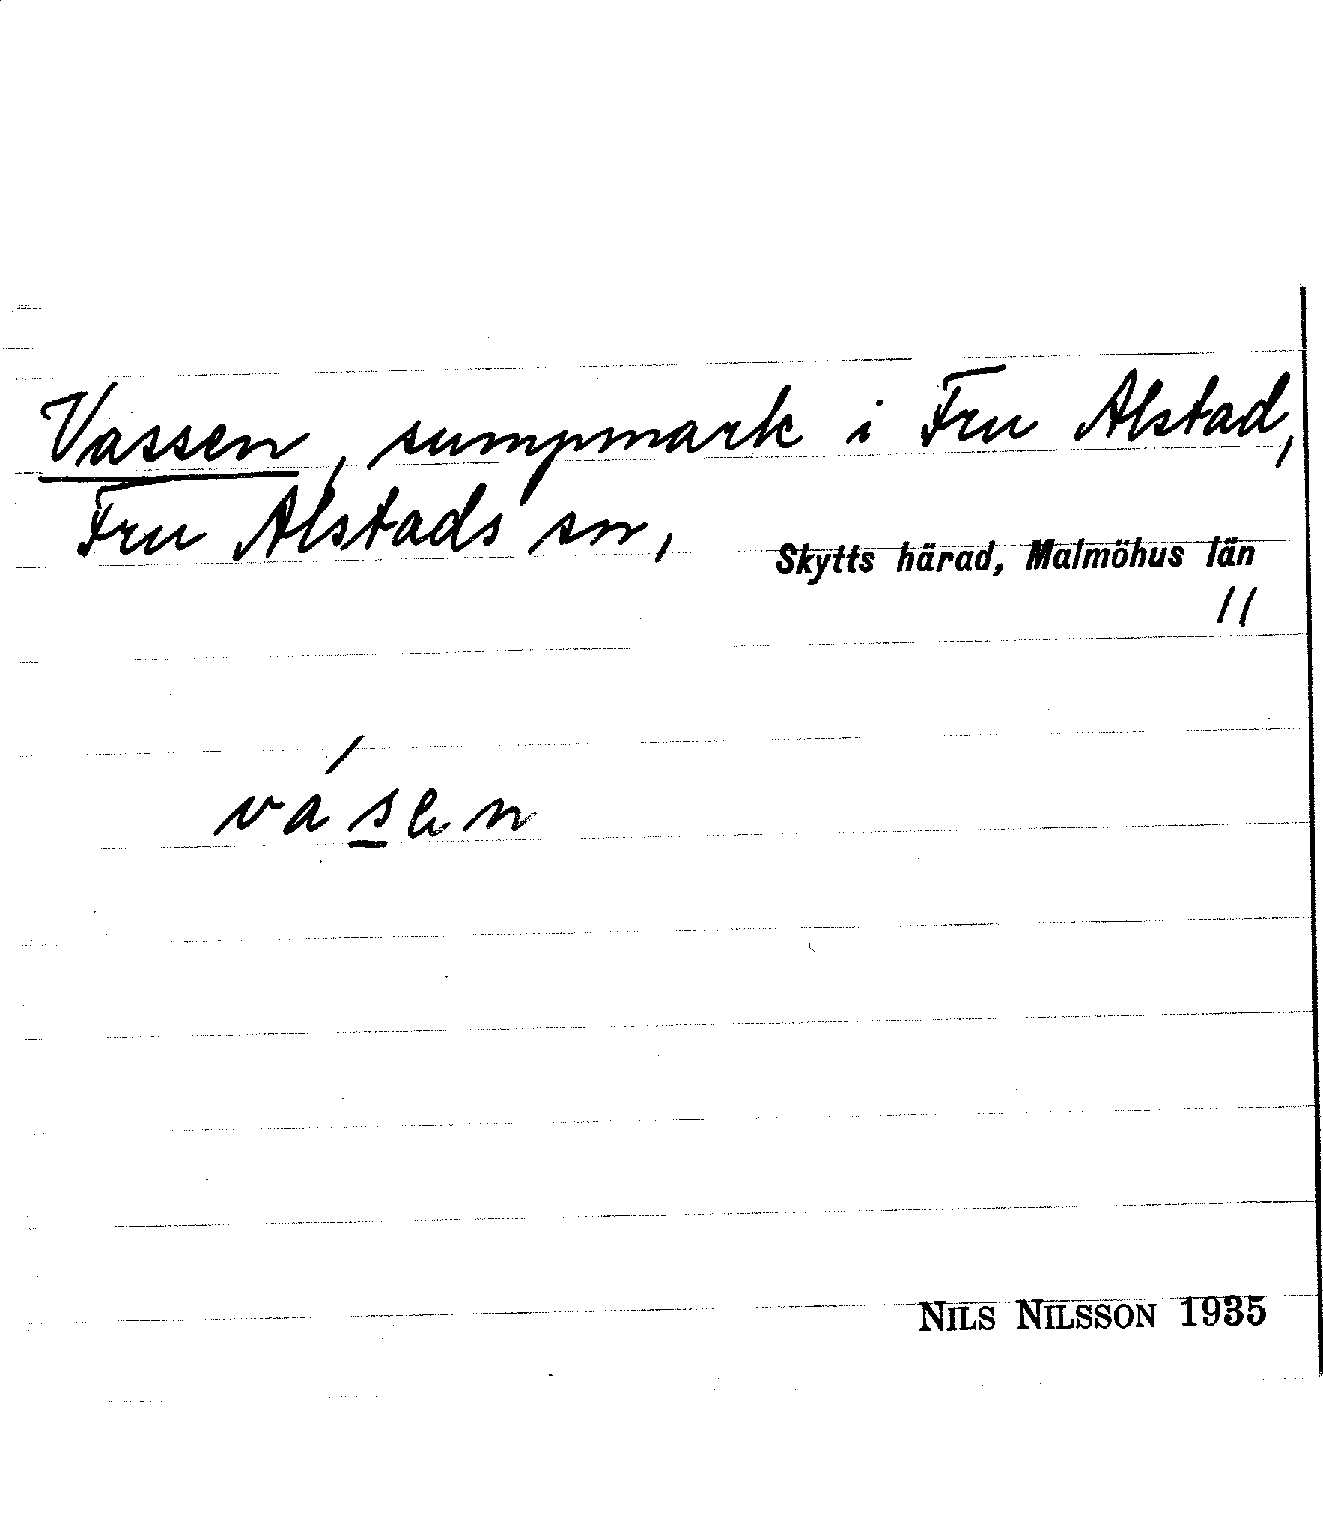 Vassen, sumpmark i Fru Alstad,
Fru Alstads sn, Skytts härad, Malmöhus län
11
vásen
NILS NILSSON 1935